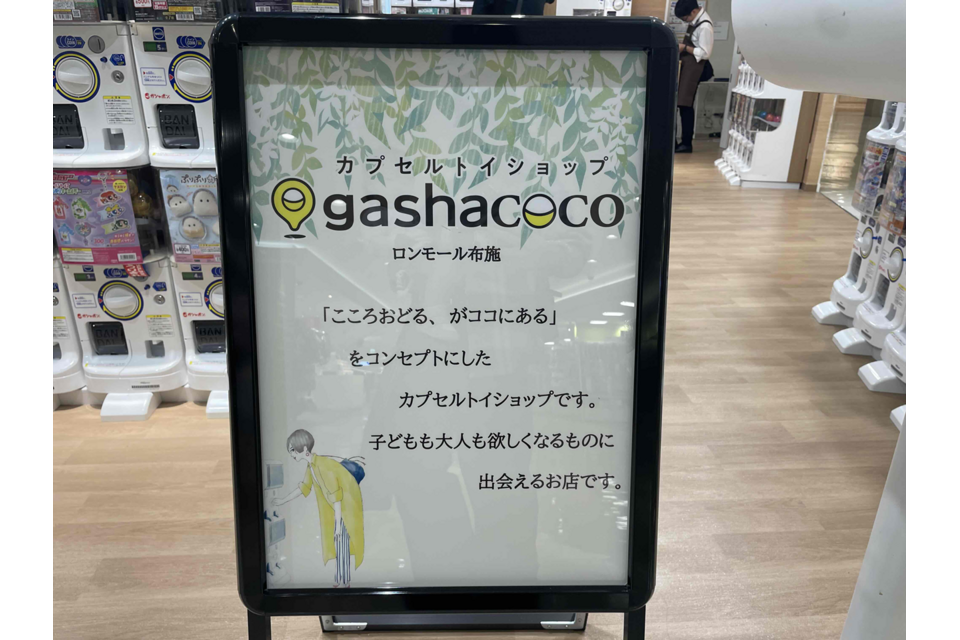 カプセルトイショップ
gashacoco
ロンモール布施
「こころおどる、がココにある」
をコンセプトにした
カプセルトイショップです。
子どもも大人も欲しくなるものに
出会えるお店です。